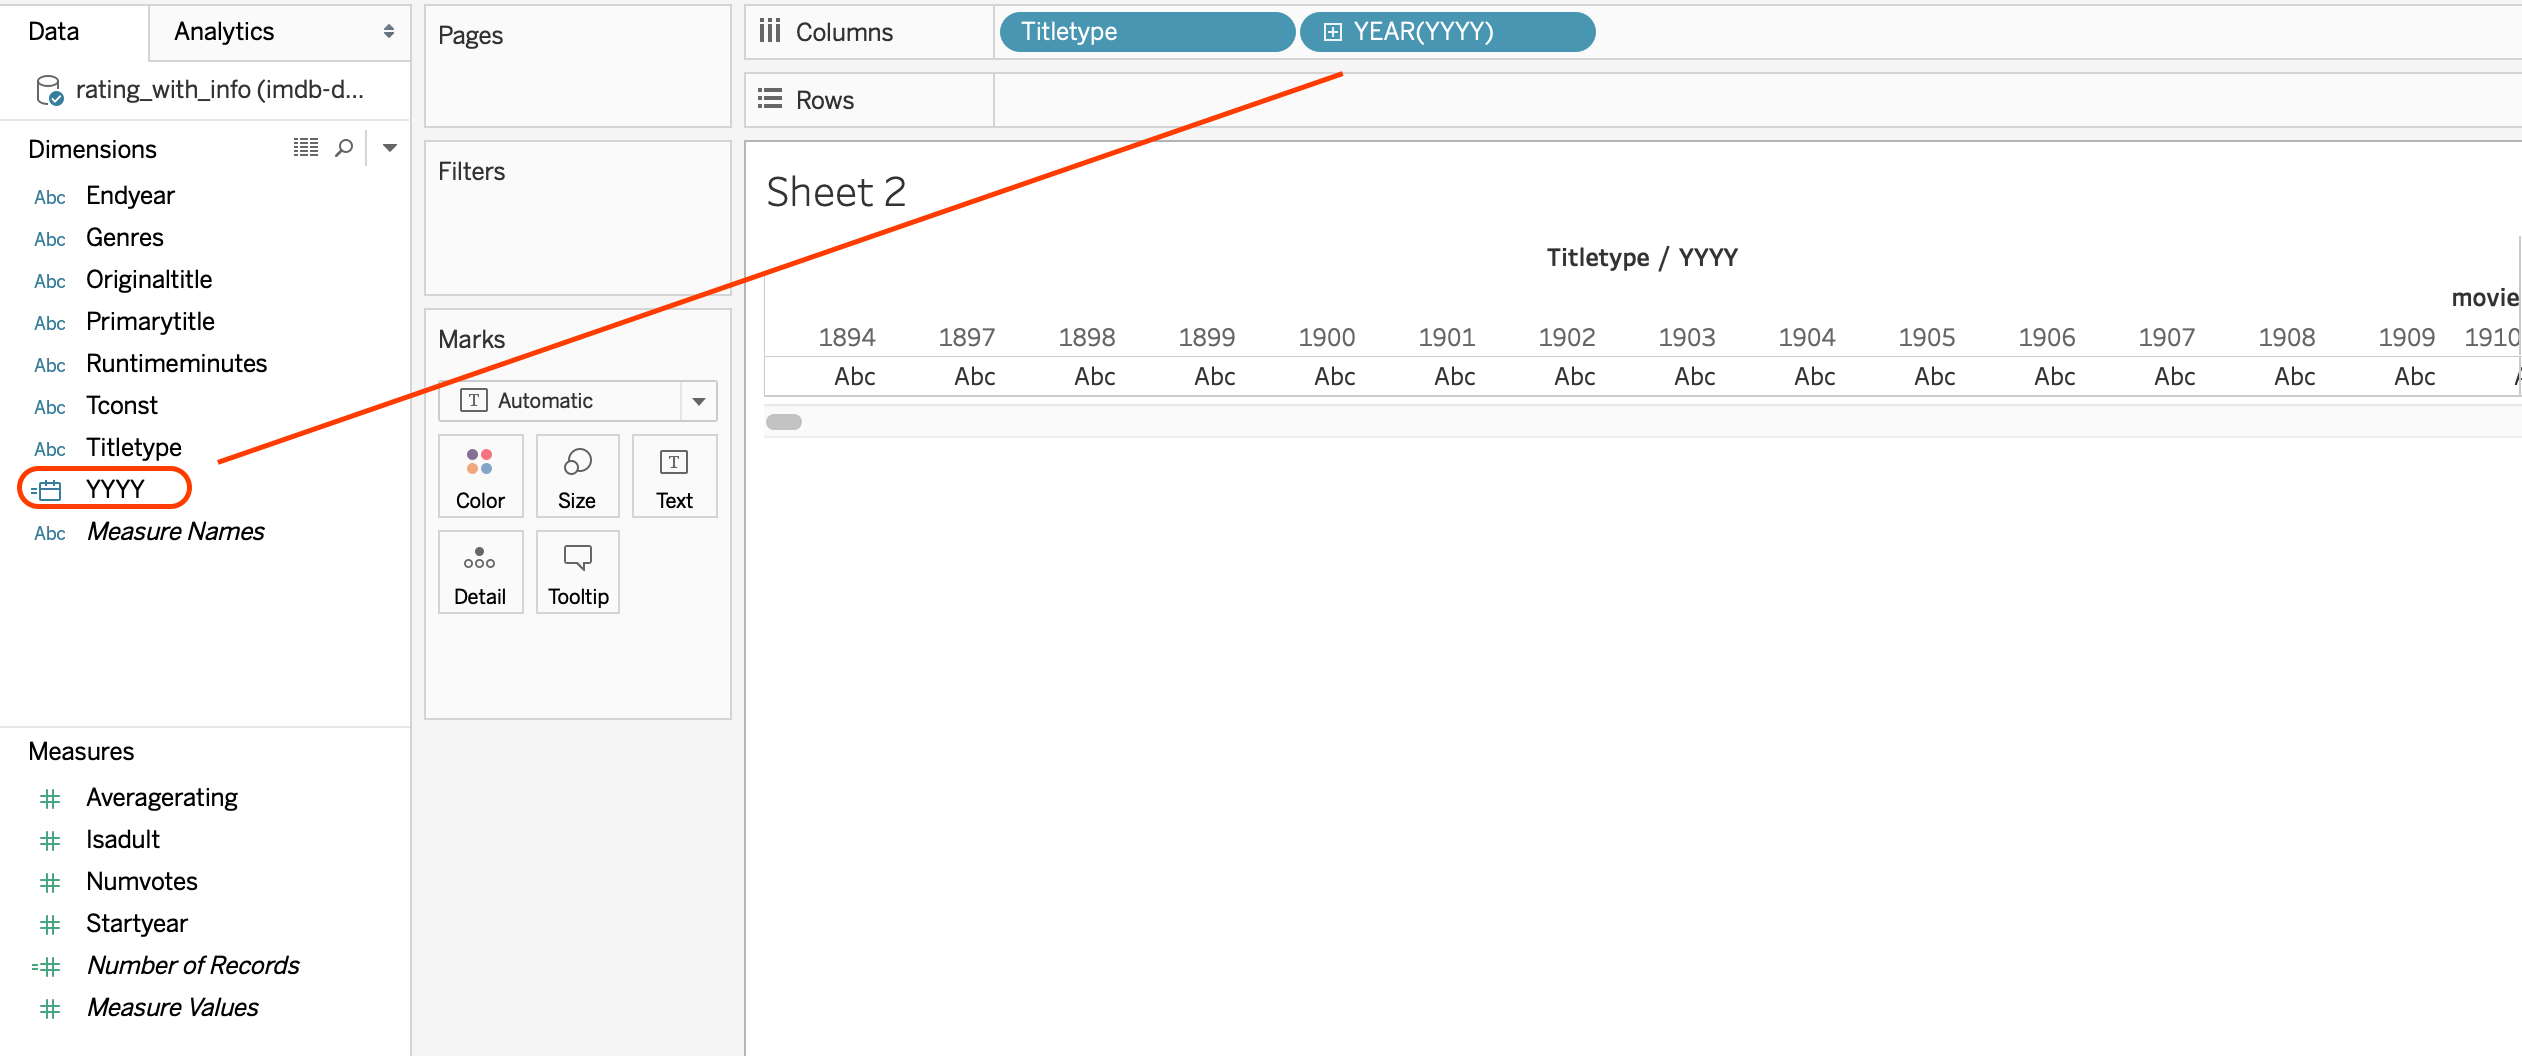 Data
Analytics
rating_with_info (imdb-d...
Dimensions
Abc Endyear
Abc Genres
Abc Originaltitle
Abc Primarytitle
Abc Runtimeminutes
Abc Tconst
Abc Titletype
YYYY
Abc Measure Names
Measures
Averagerating
Isadult
Numvotes
Startyear
Number of Records
Measure Values
Pages
Filters
Marks
T Automatic
Color Size Text
Detail Tooltip
Columns Titletype YEAR(YYYY)
Rows
Sheet 2
Titletype / YYYY
movie
1894 1897 1898 1899 1900 1901 1902 1903 1904 1905 1906 1907 1908 1909 1910
Abc Abc Abc Abc Abc Abc Abc Abc Abc Abc Abc Abc Abc Abc